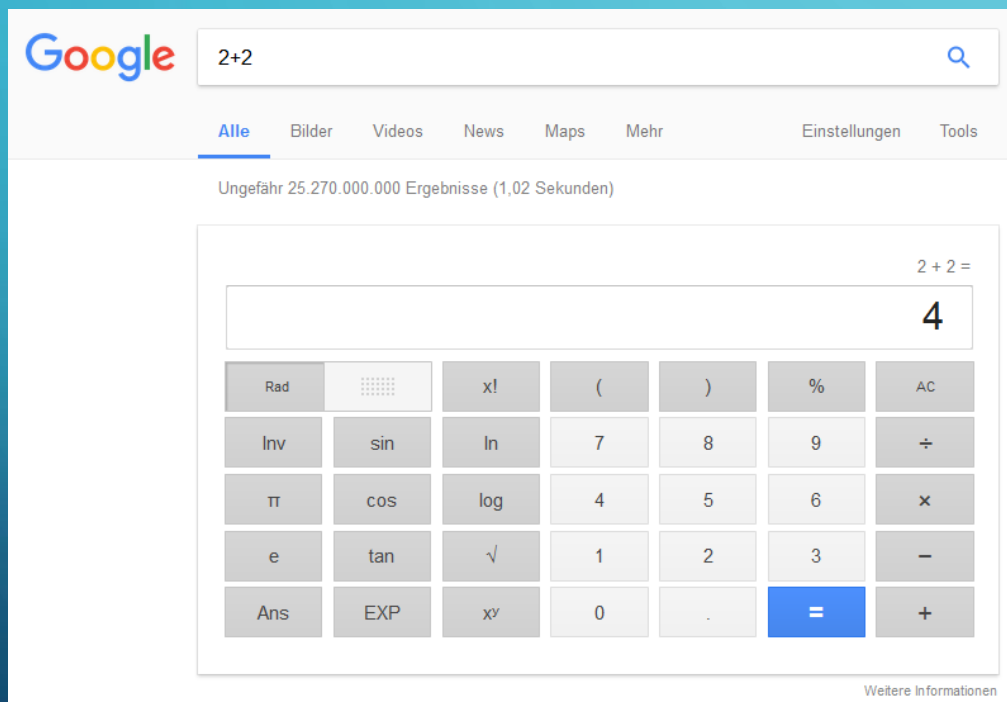 Google 2+2
Alle Bilder Videos News Maps Mehr Einstellungen Tools
Ungefähr 25.270.000.000 Ergebnisse (1,02 Sekunden)
2 + 2 =
4
Rad x! ( ) % AC
Inv sin ln 7 8 9 ÷
π cos log 4 5 6 ×
e tan √ 1 2 3 −
Ans EXP xʸ 0 . = +
Weitere Informationen